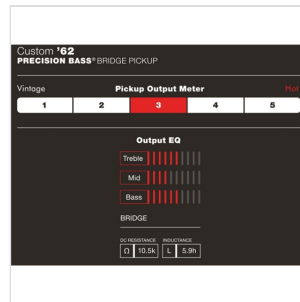 Custom '62
PRECISION BASS® BRIDGE PICKUP
Vintage Pickup Output Meter Hot
1 2 3 4 5
Output EQ
Treble
Mid
Bass
BRIDGE
DC RESISTANCE INDUCTANCE
Ω 10.5k L 5.9h